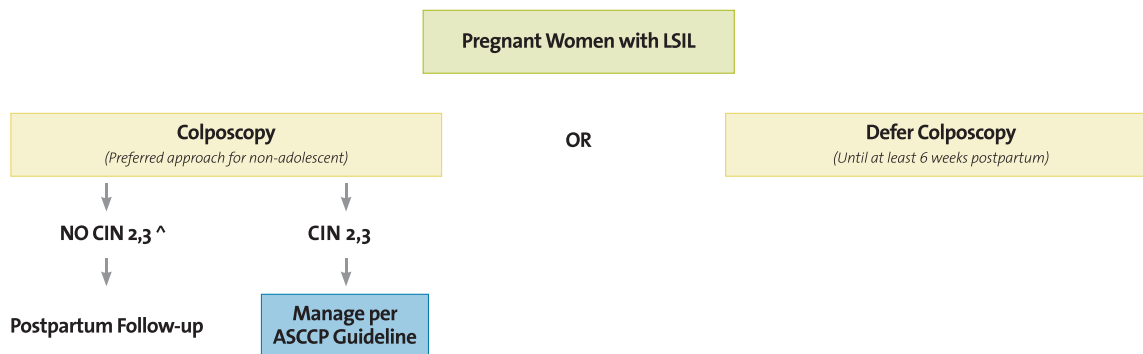 Pregnant Women with LSIL
Colposcopy
(Preferred approach for non-adolescent)
OR
Defer Colposcopy
(Until at least 6 weeks postpartum)
NO CIN 2,3 ^
CIN 2,3
Postpartum Follow-up
Manage per
ASCCP Guideline